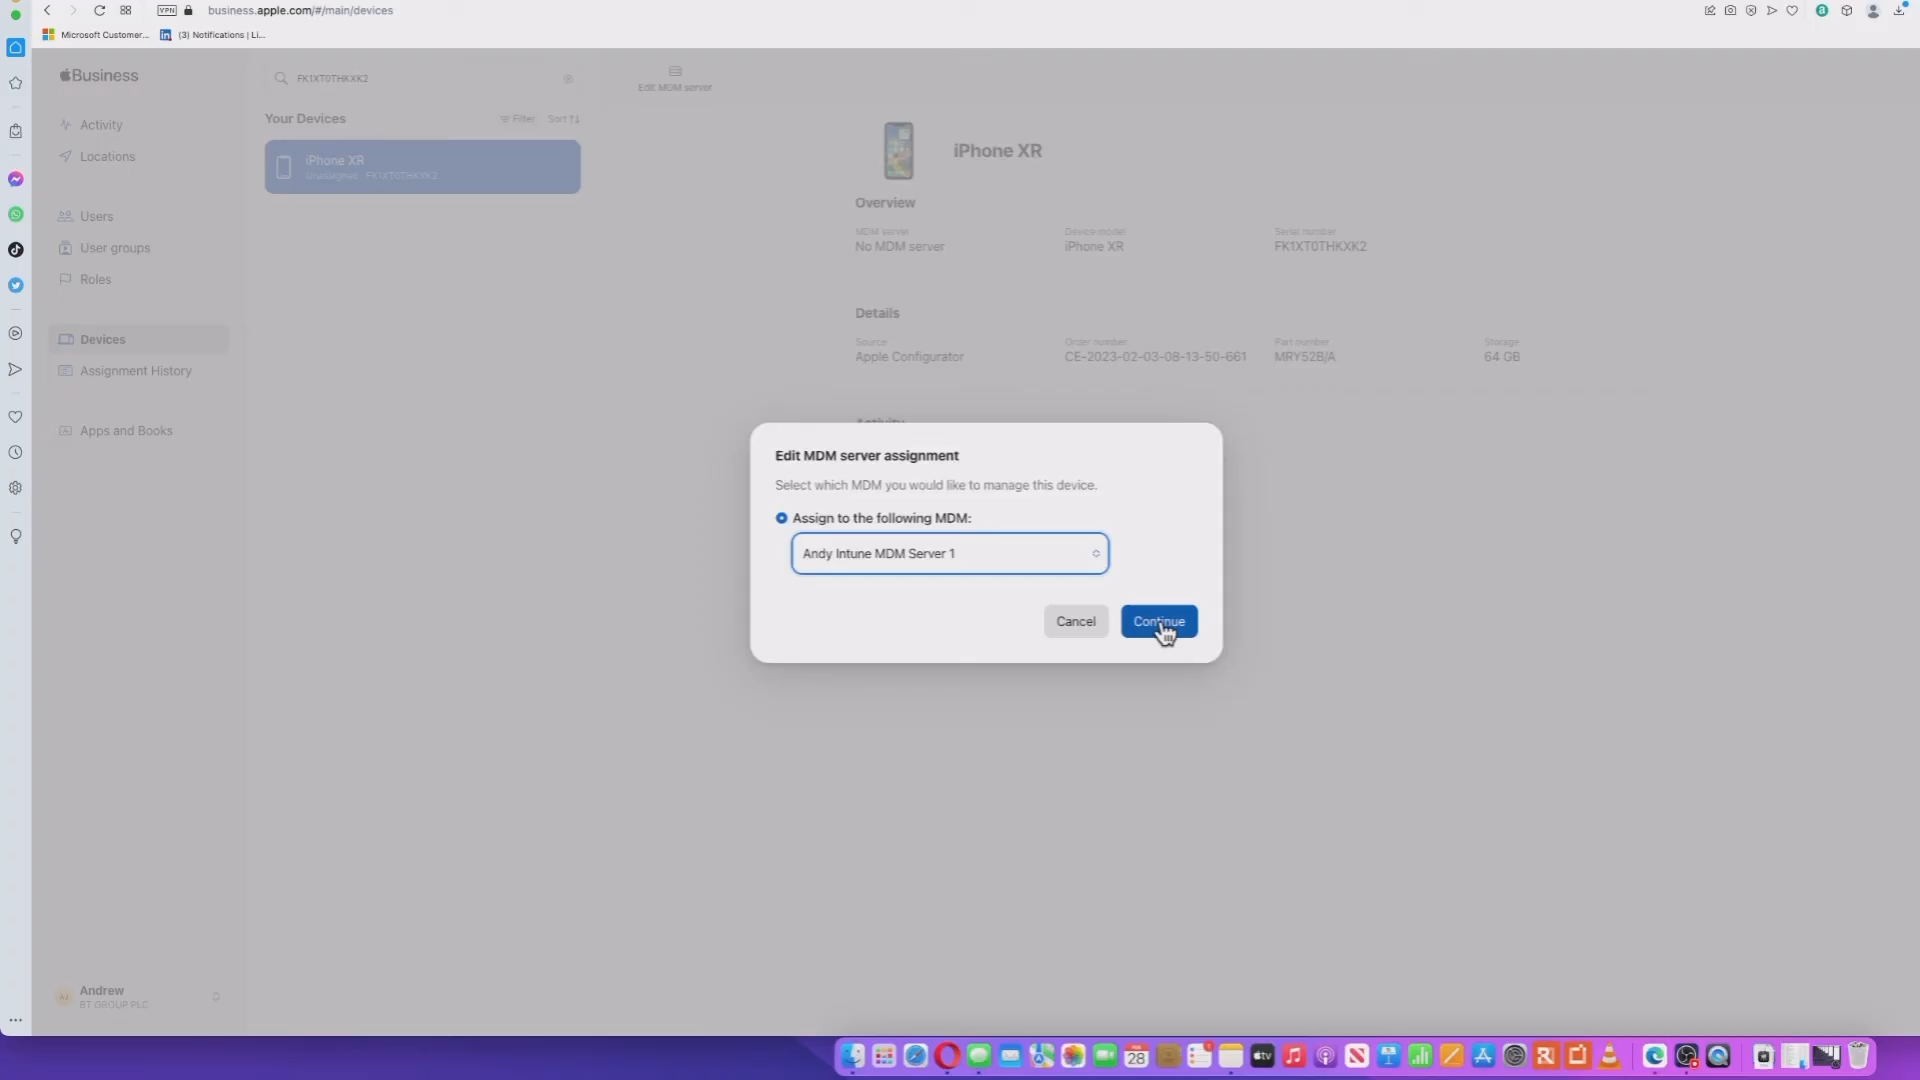 VPN
business.apple.com/#/main/devices
Microsoft Customer...
(3) Notifications | Li...
Business
FK1XT0THKXK2
Edit MDM server
Your Devices
Filter
Sort
Activity
Locations
Users
User groups
Roles
Devices
Assignment History
Apps and Books
iPhone XR
Unassigned FK1XT0THKXK2
iPhone XR
Overview
MDM server
Device model
Serial number
No MDM server
iPhone XR
FK1XT0THKXK2
Details
Source
Order number
Part number
Storage
Apple Configurator
CE-2023-02-03-08-13-50-661
MRY52B/A
64 GB
Activity
Edit MDM server assignment
Select which MDM you would like to manage this device.
Assign to the following MDM:
Andy Intune MDM Server 1
Cancel
Continue
AJ
Andrew
BT GROUP PLC
28
tv